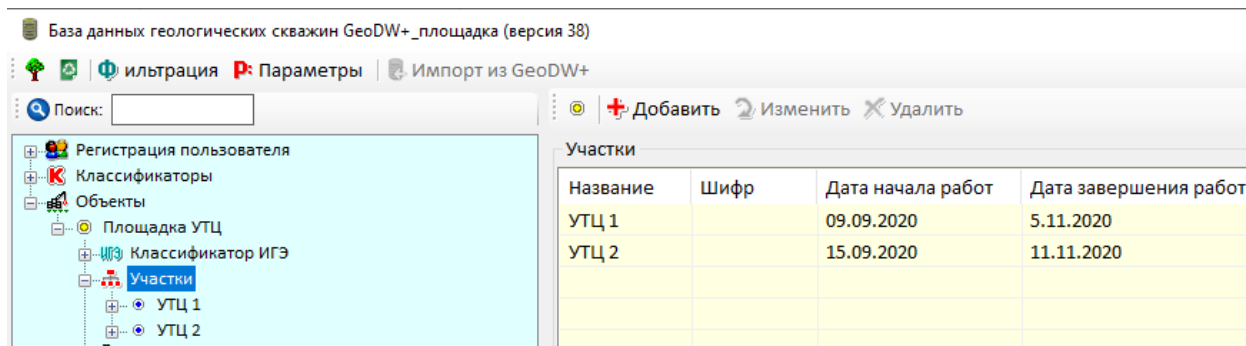 База данных геологических скважин GeoDW+_площадка (версия 38)
Ф ильтрация P: Параметры Импорт из GeoDW+
Поиск:
Добавить Изменить Удалить
Регистрация пользователя
К Классификаторы
Объекты
Площадка УТЦ
ИГЭ Классификатор ИГЭ
Участки
УТЦ 1
УТЦ 2
Участки
Название Шифр Дата начала работ Дата завершения работ
УТЦ 1 09.09.2020 5.11.2020
УТЦ 2 15.09.2020 11.11.2020